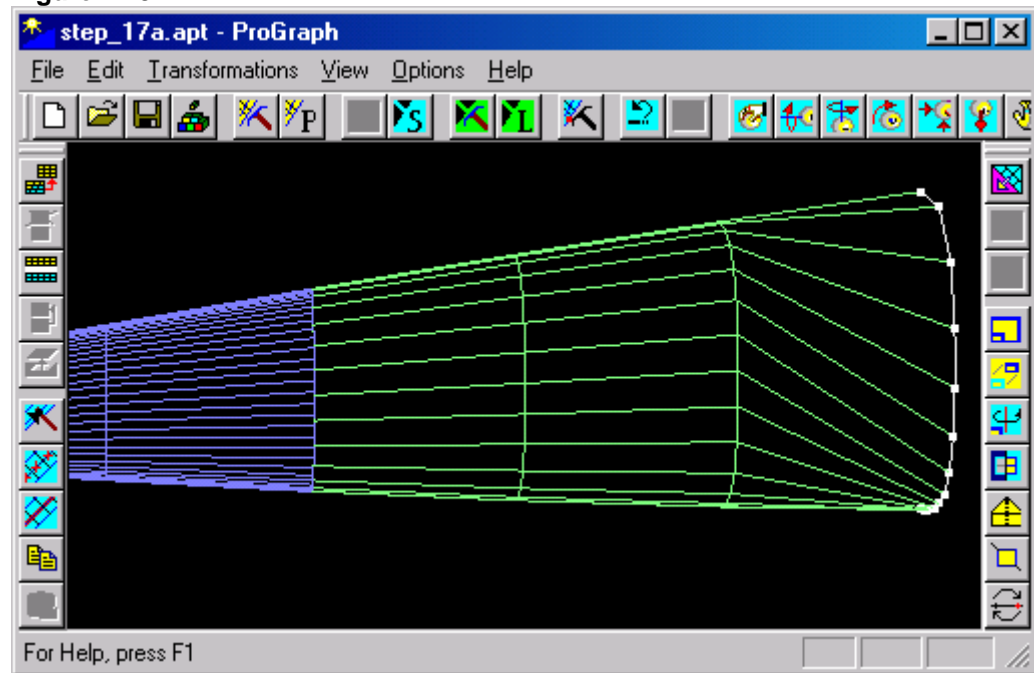 step_17a.apt - ProGraph
File Edit Transformations View Options Help
P S L
For Help, press F1